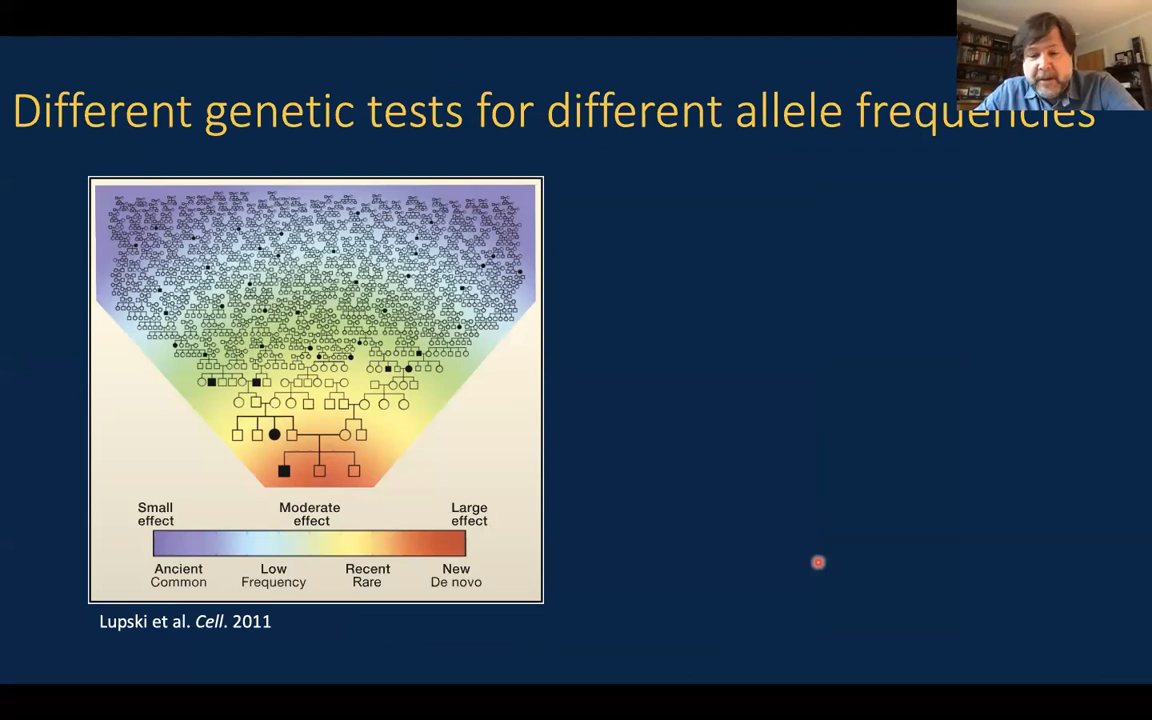 Different genetic tests for different allele frequencies
Small effect
Moderate effect
Large effect
Ancient Common
Low Frequency
Recent Rare
New De novo
Lupski et al. Cell. 2011